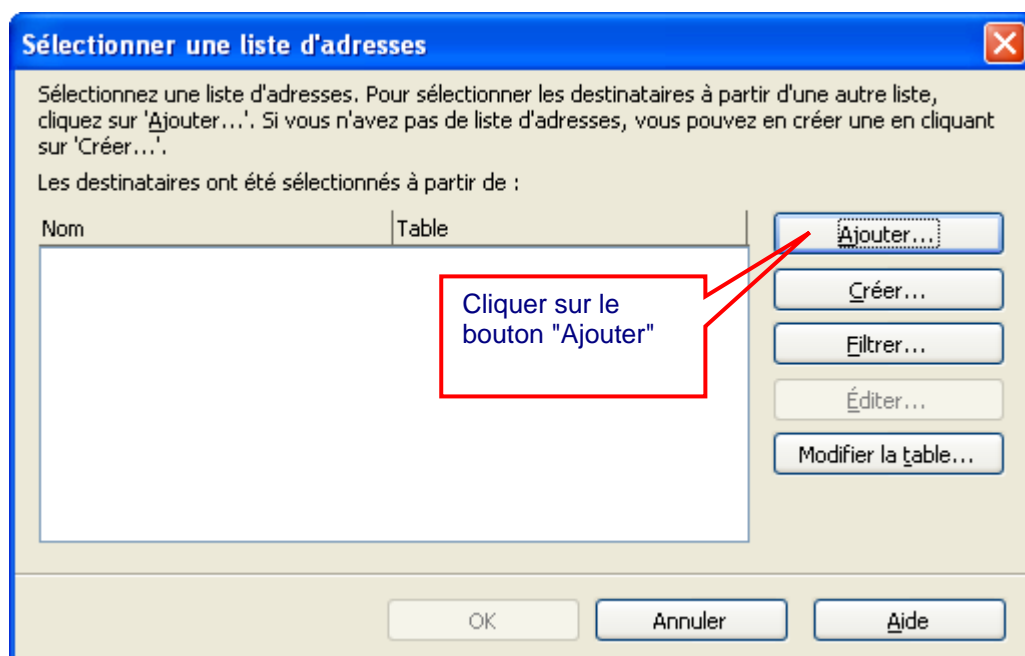 Sélectionner une liste d'adresses
Sélectionnez une liste d'adresses. Pour sélectionner les destinataires à partir d'une autre liste,
cliquez sur 'Ajouter...'. Si vous n'avez pas de liste d'adresses, vous pouvez en créer une en cliquant
sur 'Créer...'.
Les destinataires ont été sélectionnés à partir de :
Nom Table
Ajouter...
Cliquer sur le
bouton "Ajouter"
Créer...
Filtrer...
Éditer...
Modifier la table...
OK Annuler Aide